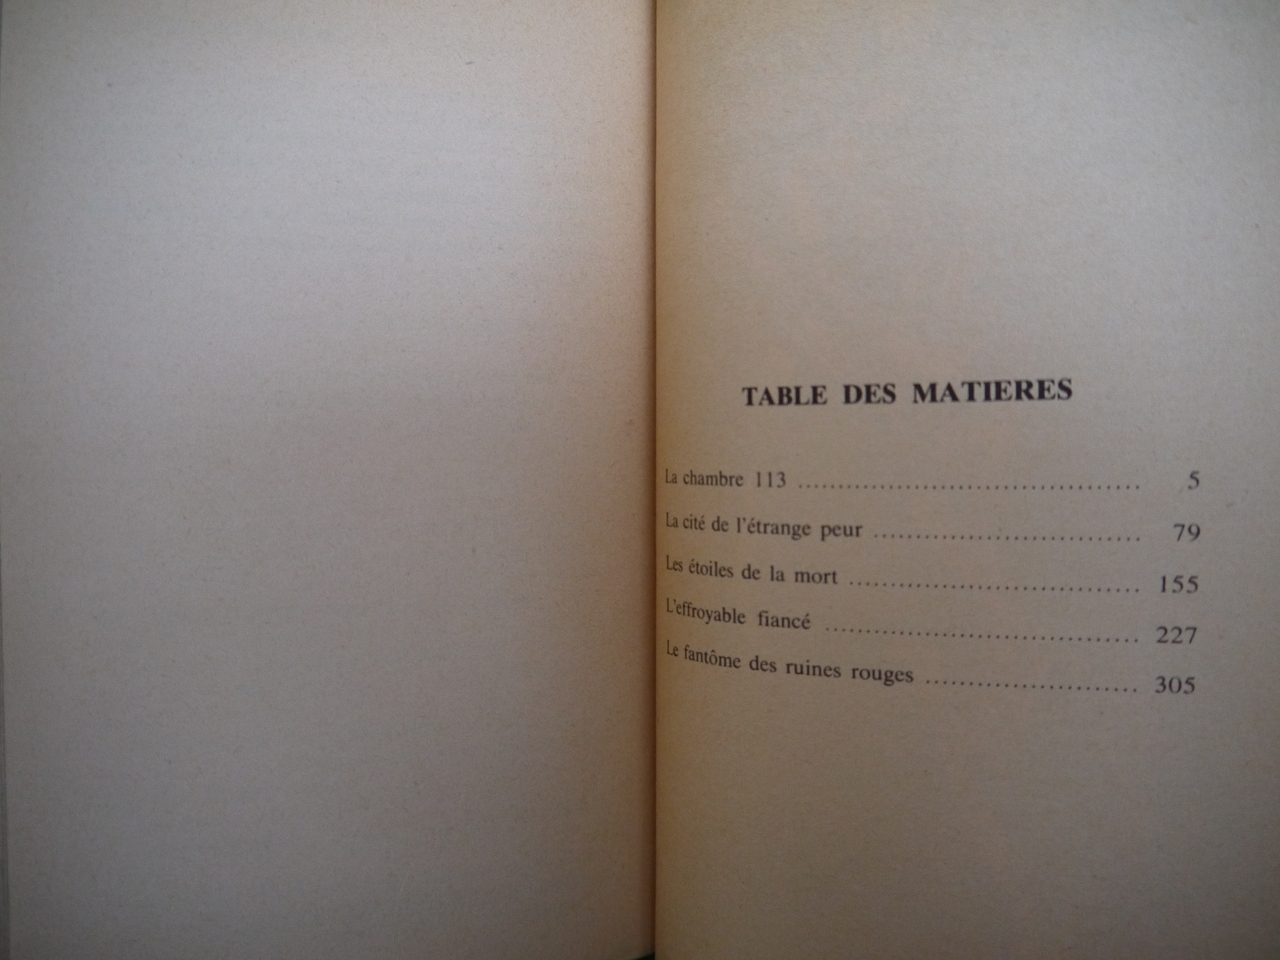 TABLE DES MATIERES
La chambre 113 ........................................ 5
La cité de l'étrange peur ................................ 79
Les étoiles de la mort .................................. 155
L'effroyable fiancé ..................................... 227
Le fantôme des ruines rouges ......................... 305